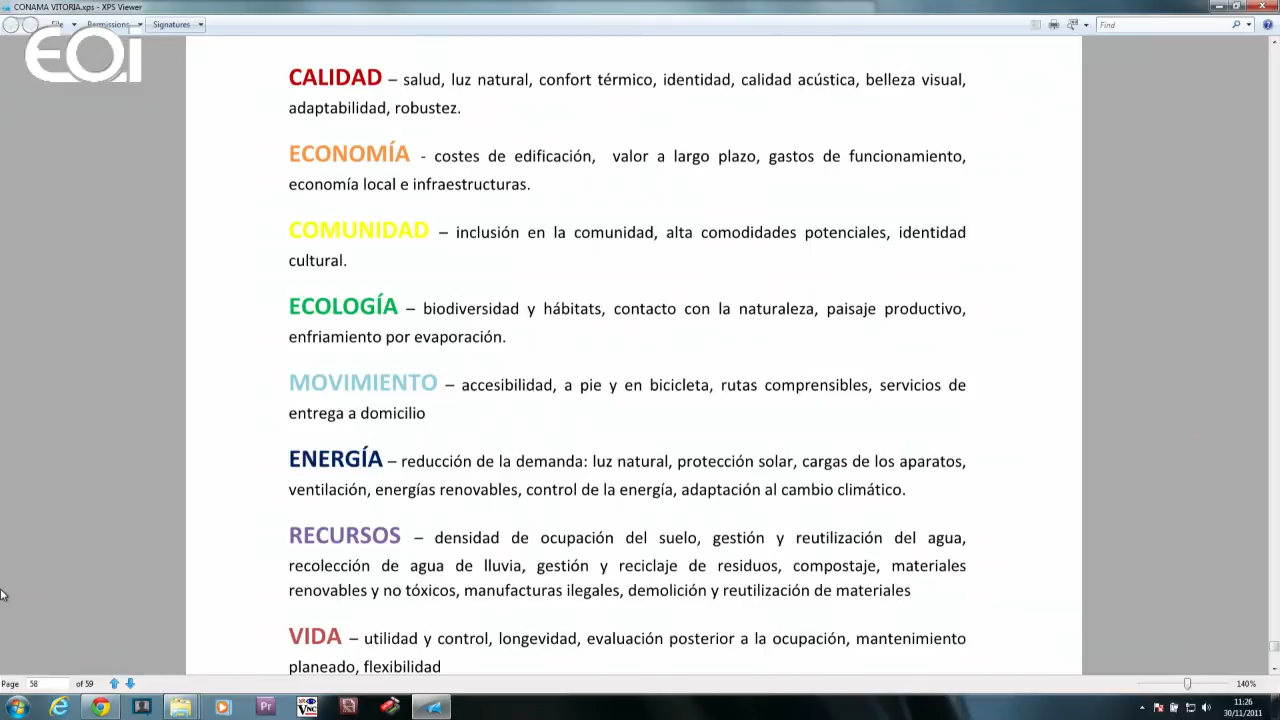 CONAMA VITORIA.xps - XPS Viewer
File Permissions Signatures Find
EOI
CALIDAD – salud, luz natural, confort térmico, identidad, calidad acústica, belleza visual,
adaptabilidad, robustez.
ECONOMÍA - costes de edificación, valor a largo plazo, gastos de funcionamiento,
economía local e infraestructuras.
COMUNIDAD – inclusión en la comunidad, alta comodidades potenciales, identidad
cultural.
ECOLOGÍA – biodiversidad y hábitats, contacto con la naturaleza, paisaje productivo,
enfriamiento por evaporación.
MOVIMIENTO – accesibilidad, a pie y en bicicleta, rutas comprensibles, servicios de
entrega a domicilio
ENERGÍA – reducción de la demanda: luz natural, protección solar, cargas de los aparatos,
ventilación, energías renovables, control de la energía, adaptación al cambio climático.
RECURSOS – densidad de ocupación del suelo, gestión y reutilización del agua,
recolección de agua de lluvia, gestión y reciclaje de residuos, compostaje, materiales
renovables y no tóxicos, manufacturas ilegales, demolición y reutilización de materiales
VIDA – utilidad y control, longevidad, evaluación posterior a la ocupación, mantenimiento
planeado, flexibilidad
Page 58 of 59 140%
Pr VNC
11:26
30/11/2011